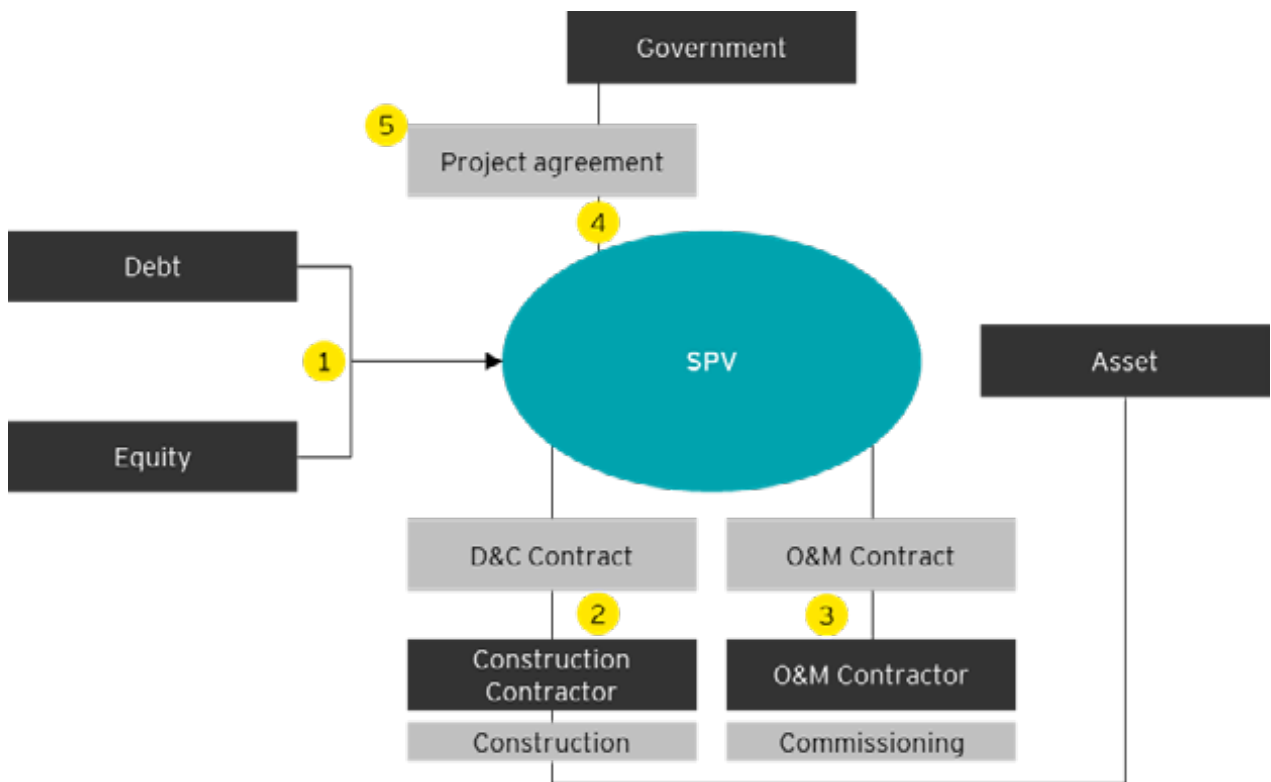 Government
5
Project agreement
4
Debt
1
SPV
Asset
Equity
D&C Contract
O&M Contract
2
3
Construction
Contractor
O&M Contractor
Construction
Commissioning